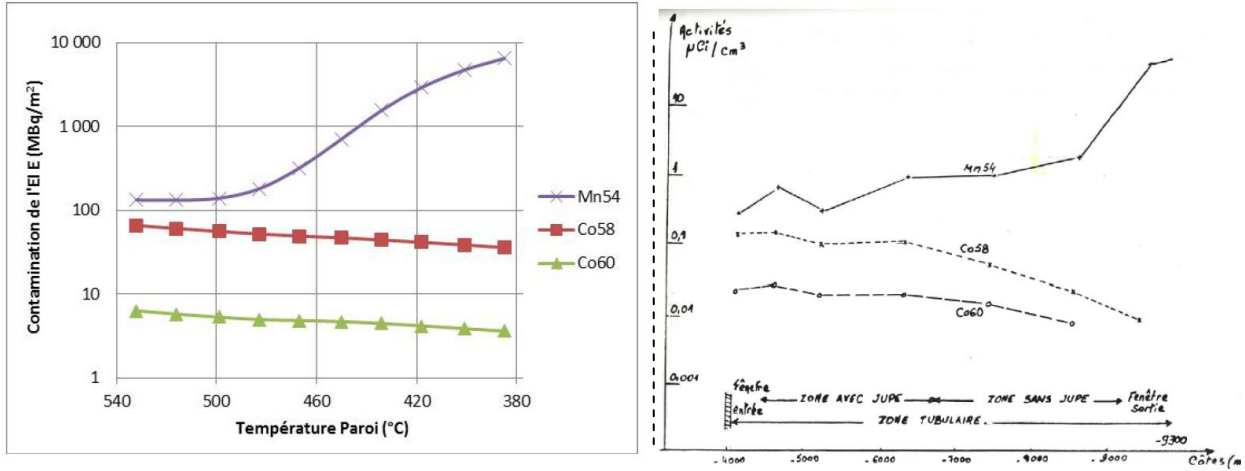 10 000
1 000
100
10
1
540
500
460
420
380
Contamination de l'EI E (MBq/m²)
Température Paroi (°C)
Mn54
Co58
Co60
Activités
µCi/cm³
10
1
0,1
0,01
0,001
Mn54
Co58
Co60
Fenêtre
entrée
ZONE AVEC JUPE
ZONE SANS JUPE
Fenêtre
sortie
ZONE TUBULAIRE
-9300
-4000
-5000
-6000
-7000
-8000
-9000
Côtes (m